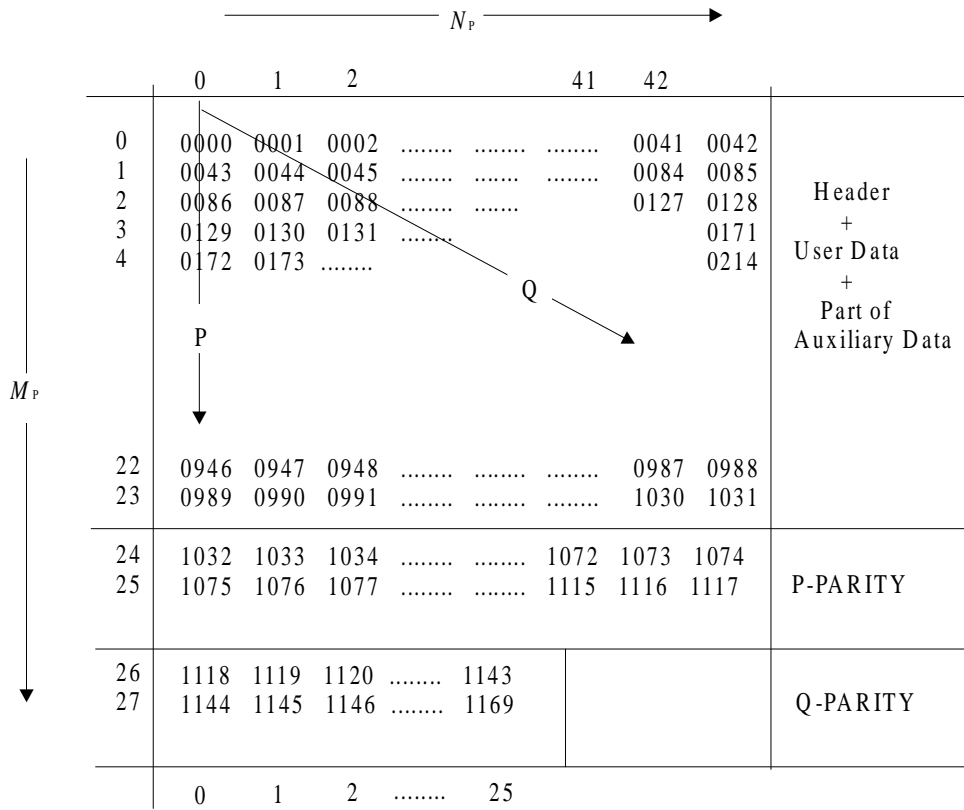 N P
0 1 2 41 42
0 0000 0001 0002 ........ ........ ........ 0041 0042
1 0043 0044 0045 ........ ....... ........ 0084 0085
2 0086 0087 0088 ........ ....... 0127 0128
3 0129 0130 0131 ........ 0171
4 0172 0173 ........ 0214
Header
+
User Data
+
Part of
Auxiliary Data
Q
P
M P
22 0946 0947 0948 ........ ........ ........ 0987 0988
23 0989 0990 0991 ........ ........ ........ 1030 1031
24 1032 1033 1034 ........ ........ 1072 1073 1074
25 1075 1076 1077 ........ ........ 1115 1116 1117
P-PARITY
26 1118 1119 1120 ........ 1143
27 1144 1145 1146 ........ 1169
Q-PARITY
0 1 2 ........ 25